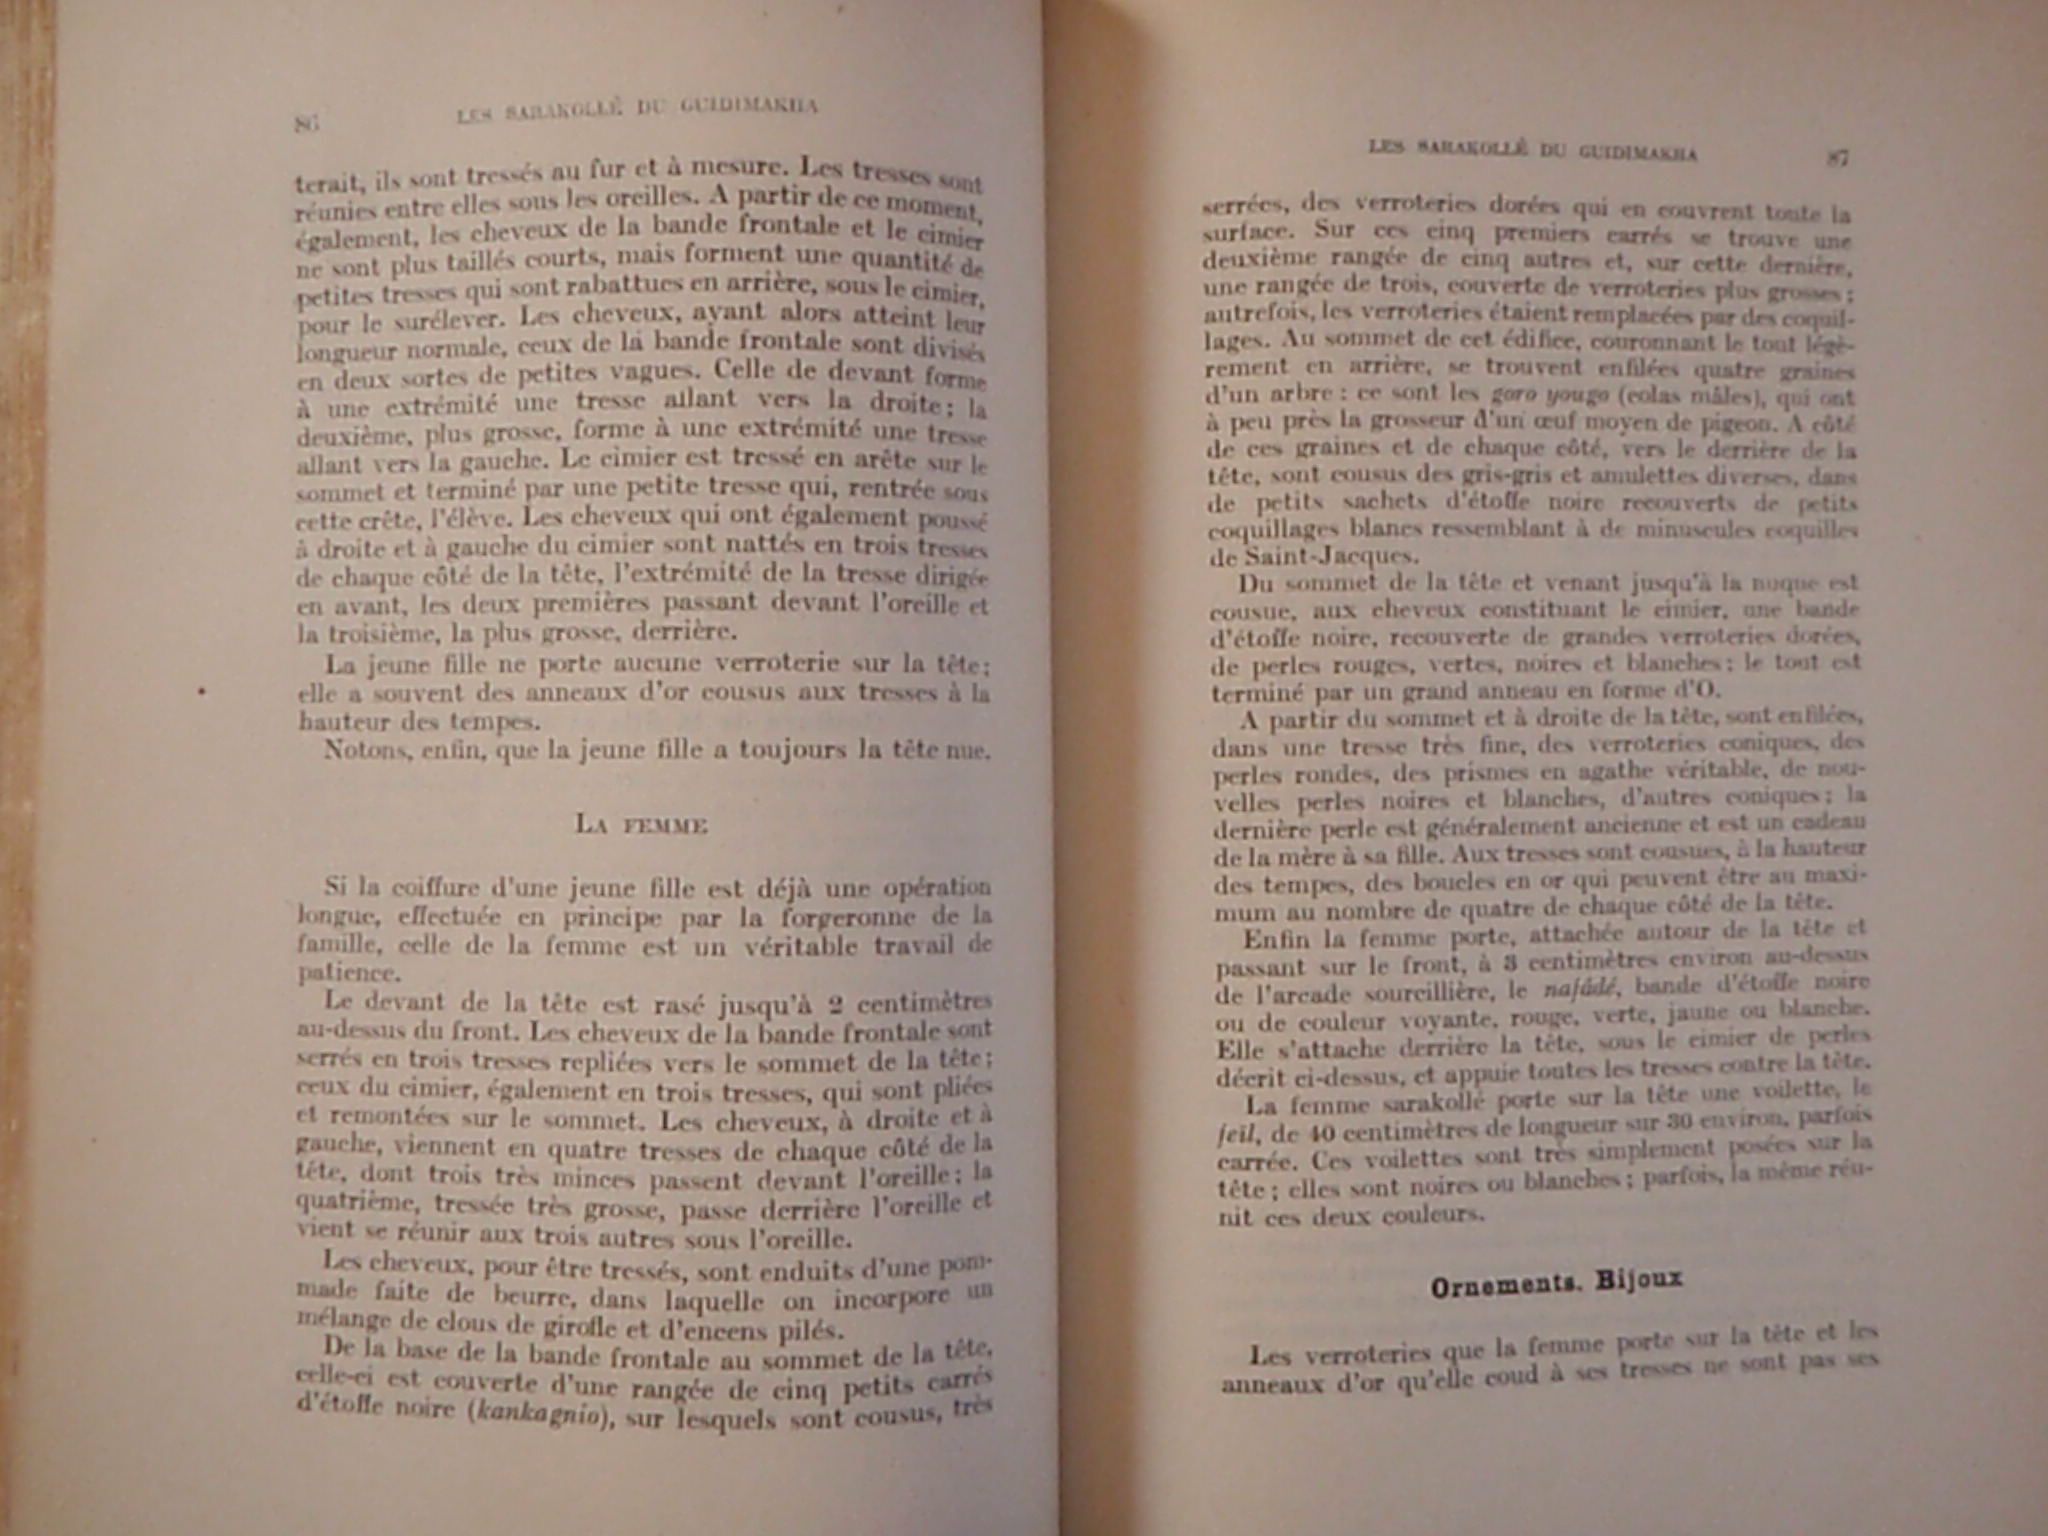 86 LES SARAKOLLÉ DU GUIDIMAKHA
terait, ils sont tressés au fur et à mesure. Les tresses sont
réunies entre elles sous les oreilles. A partir de ce moment,
également, les cheveux de la bande frontale et le cimier
ne sont plus taillés courts, mais forment une quantité de
petites tresses qui sont rabattues en arrière, sous le cimier,
pour le surélever. Les cheveux, ayant alors atteint leur
longueur normale, ceux de la bande frontale sont divisés
en deux sortes de petites vagues. Celle de devant forme
à une extrémité une tresse allant vers la droite; la
deuxième, plus grosse, forme à une extrémité une tresse
allant vers la gauche. Le cimier est tressé en arête sur le
sommet et terminé par une petite tresse qui, rentrée sous
cette crête, l'élève. Les cheveux qui ont également poussé
à droite et à gauche du cimier sont nattés en trois tresses
de chaque côté de la tête, l'extrémité de la tresse dirigée
en avant, les deux premières passant devant l'oreille et
la troisième, la plus grosse, derrière.
La jeune fille ne porte aucune verroterie sur la tête;
elle a souvent des anneaux d'or cousus aux tresses à la
hauteur des tempes.
Notons, enfin, que la jeune fille a toujours la tête nue.
LA FEMME
Si la coiffure d'une jeune fille est déjà une opération
longue, effectuée en principe par la forgeronne de la
famille, celle de la femme est un véritable travail de
patience.
Le devant de la tête est rasé jusqu'à 2 centimètres
au-dessus du front. Les cheveux de la bande frontale sont
serrés en trois tresses repliées vers le sommet de la tête;
ceux du cimier, également en trois tresses, qui sont pliées
et remontées sur le sommet. Les cheveux, à droite et à
gauche, viennent en quatre tresses de chaque côté de la
tête, dont trois très minces passent devant l'oreille; la
quatrième, tressée très grosse, passe derrière l'oreille et
vient se réunir aux trois autres sous l'oreille.
Les cheveux, pour être tressés, sont enduits d'une pom-
made faite de beurre, dans laquelle on incorpore un
mélange de clous de girofle et d'encens pilés.
De la base de la bande frontale au sommet de la tête,
celle-ci est couverte d'une rangée de cinq petits carrés
d'étoffe noire (kankagnio), sur lesquels sont cousus, très
LES SARAKOLLÉ DU GUIDIMAKHA 87
serrées, des verroteries dorées qui en couvrent toute la
surface. Sur ces cinq premiers carrés se trouve une
deuxième rangée de cinq autres et, sur cette dernière,
une rangée de trois, couverte de verroteries plus grosses;
autrefois, les verroteries étaient remplacées par des coquil-
lages. Au sommet de cet édifice, couronnant le tout légè-
rement en arrière, se trouvent enfilées quatre graines
d'un arbre : ce sont les goro yougo (colas mâles), qui ont
à peu près la grosseur d'un œuf moyen de pigeon. A côté
de ces graines et de chaque côté, vers le derrière de la
tête, sont cousus des gris-gris et amulettes diverses, dans
de petits sachets d'étoffe noire recouverts de petits
coquillages blancs ressemblant à de minuscules coquilles
de Saint-Jacques.
Du sommet de la tête et venant jusqu'à la nuque est
cousue, aux cheveux constituant le cimier, une bande
d'étoffe noire, recouverte de grandes verroteries dorées,
de perles rouges, vertes, noires et blanches; le tout est
terminé par un grand anneau en forme d'O.
A partir du sommet et à droite de la tête, sont enfilées,
dans une tresse très fine, des verroteries coniques, des
perles rondes, des prismes en agathe véritable, de nou-
velles perles noires et blanches, d'autres coniques; la
dernière perle est généralement ancienne et est un cadeau
de la mère à sa fille. Aux tresses sont cousues, à la hauteur
des tempes, des boucles en or qui peuvent être au maxi-
mum au nombre de quatre de chaque côté de la tête.
Enfin la femme porte, attachée autour de la tête et
passant sur le front, à 3 centimètres environ au-dessus
de l'arcade sourcillière, le nafâdé, bande d'étoffe noire
ou de couleur voyante, rouge, verte, jaune ou blanche.
Elle s'attache derrière la tête, sous le cimier de perles
décrit ci-dessus, et appuie toutes les tresses contre la tête.
La femme sarakollé porte sur la tête une voilette, le
feil, de 40 centimètres de longueur sur 30 environ, parfois
carrée. Ces voilettes sont très simplement posées sur la
tête; elles sont noires ou blanches; parfois, la même réu-
nit ces deux couleurs.
Ornements. Bijoux
Les verroteries que la femme porte sur la tête et les
anneaux d'or qu'elle coud à ses tresses ne sont pas ses